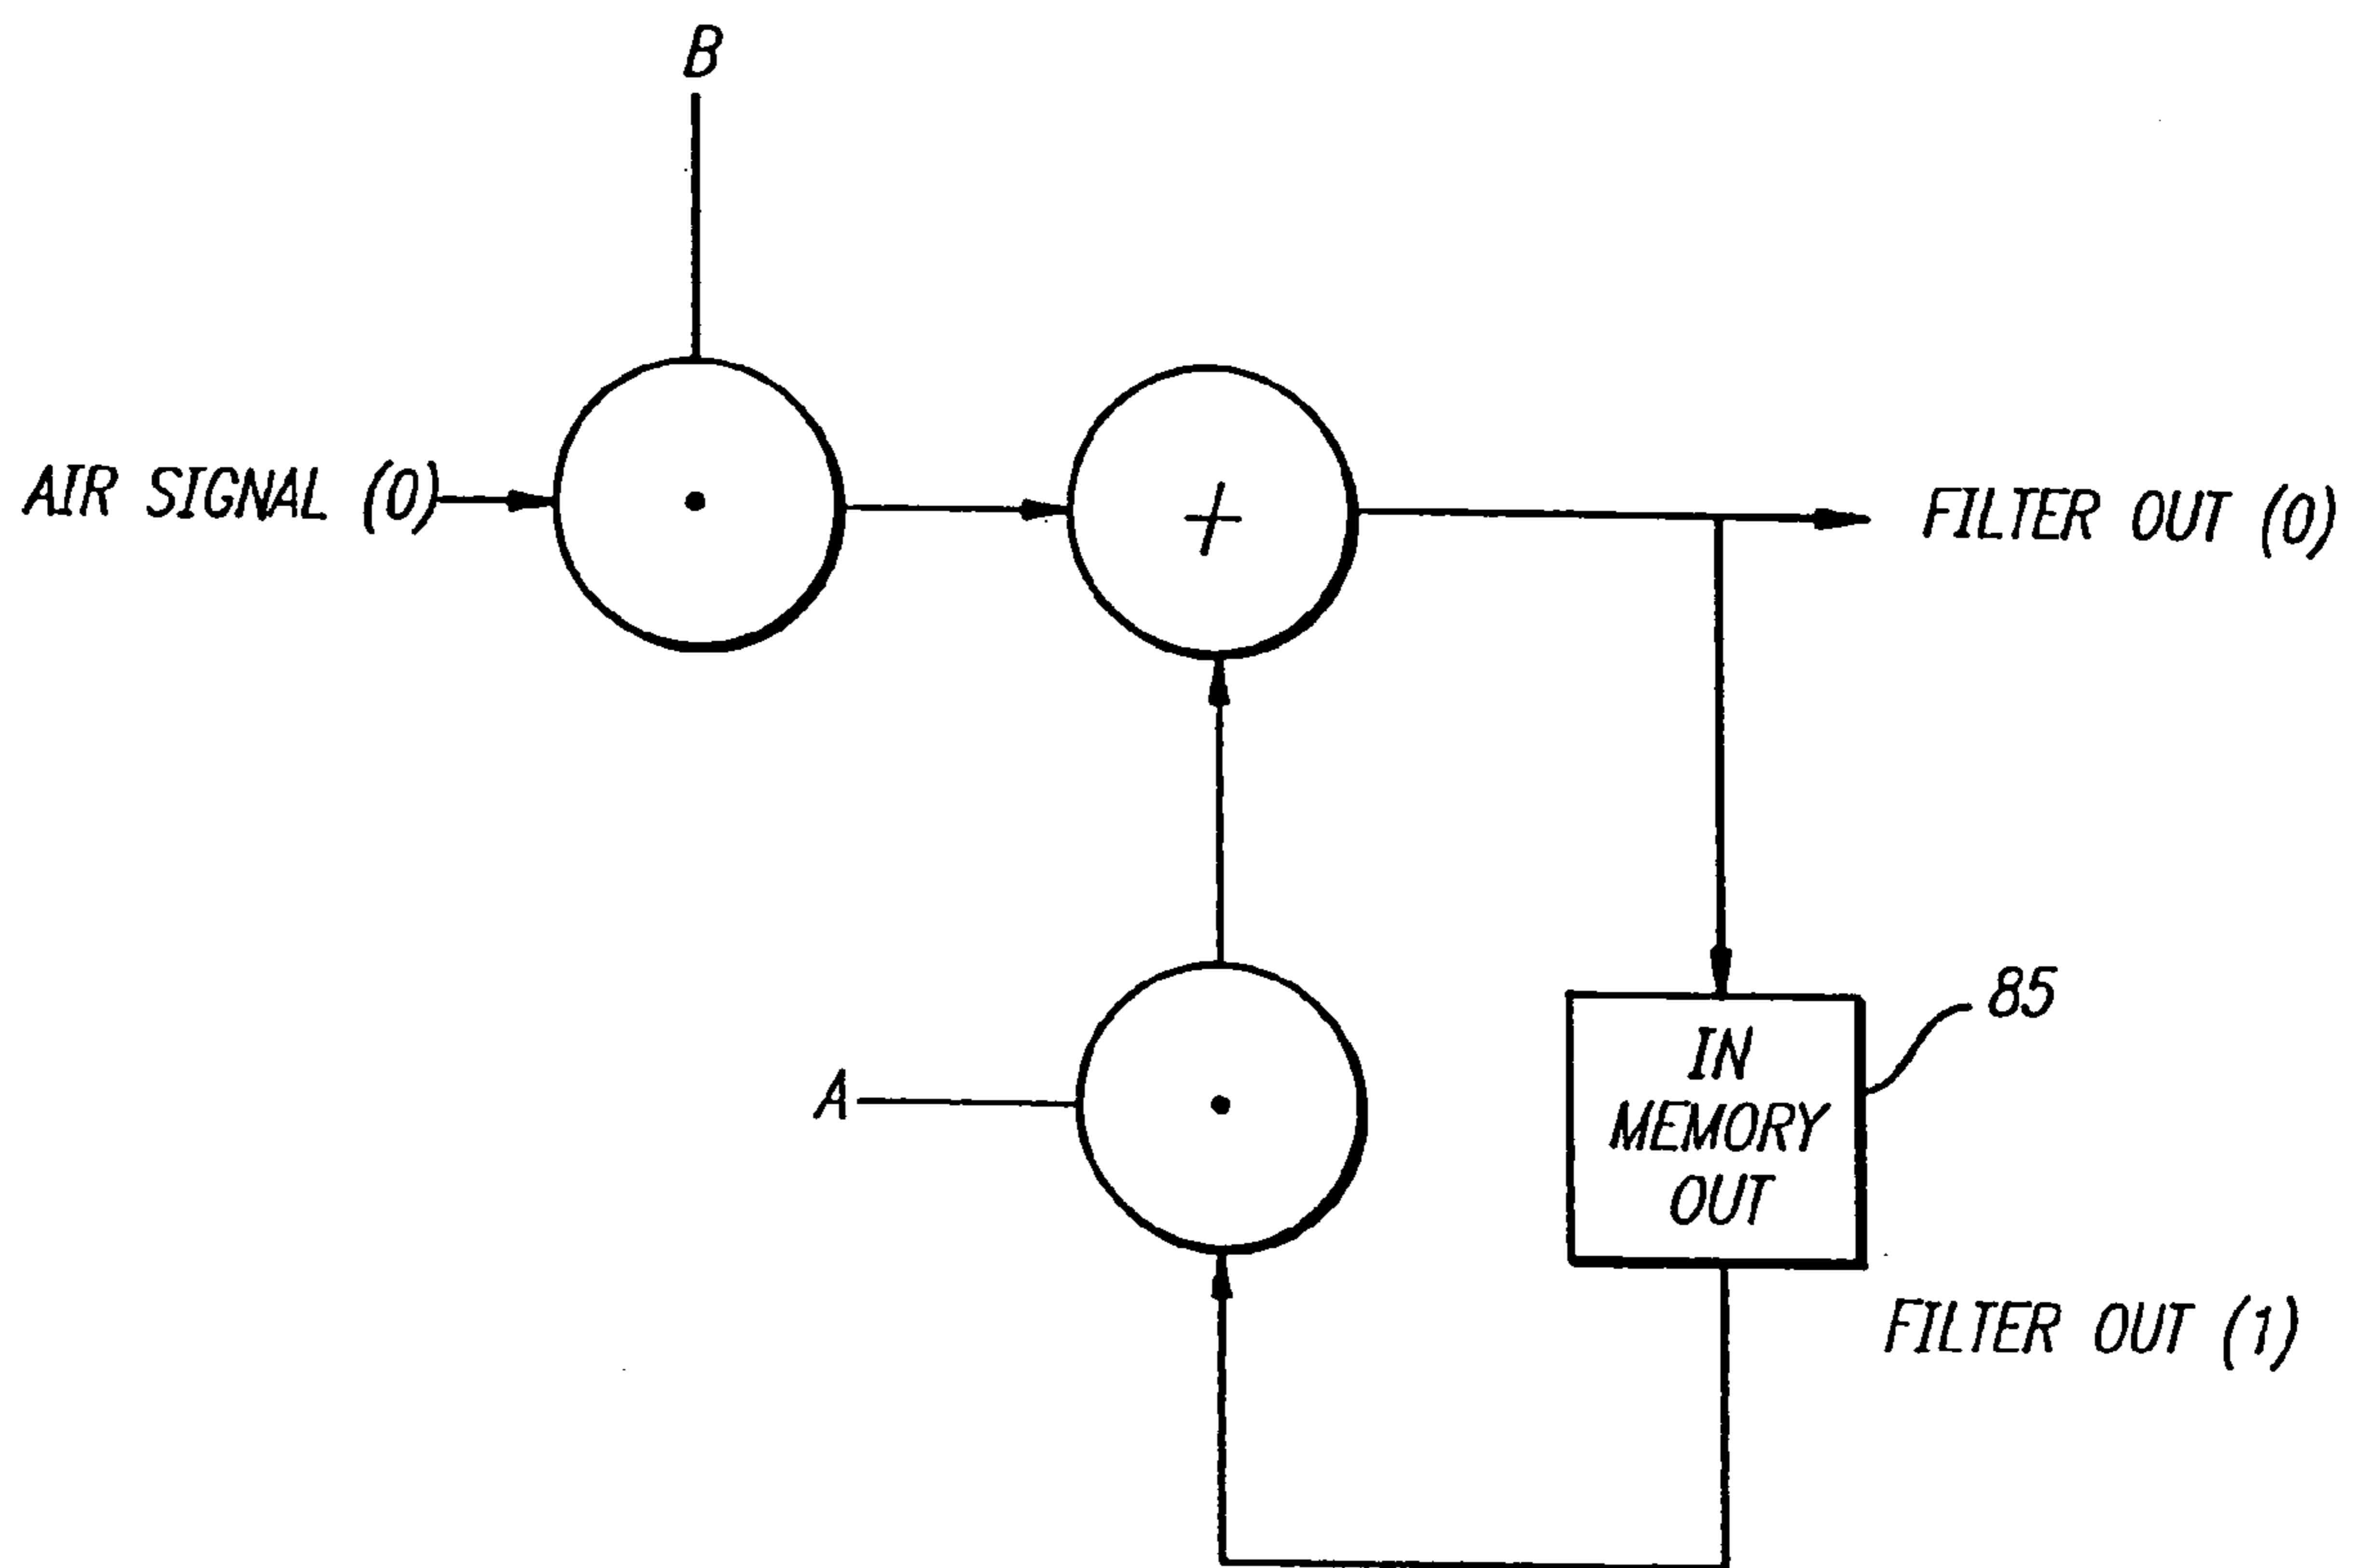 B
AIR SIGNAL (0)
•
+
FILTER OUT (0)
85
IN
MEMORY
OUT
A
•
FILTER OUT (1)